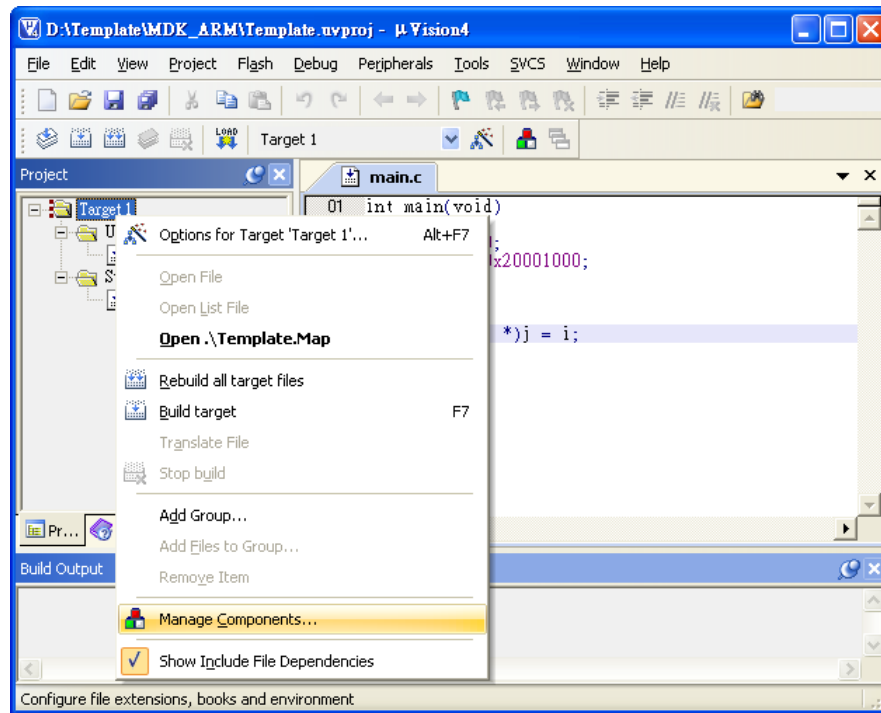 D:\Template\MDK_ARM\Template.uvproj - µVision4
File Edit View Project Flash Debug Peripherals Tools SVCS Window Help
LOAD Target 1
Project
main.c
Target 1
01 int main(void)
U
;
0x20001000;
S
*)j = i;
Options for Target 'Target 1'... Alt+F7
Open File
Open List File
Open .\Template.Map
Rebuild all target files
Build target F7
Translate File
Stop build
Add Group...
Add Files to Group...
Remove Item
Manage Components...
Show Include File Dependencies
Pr...
Build Output
Configure file extensions, books and environment